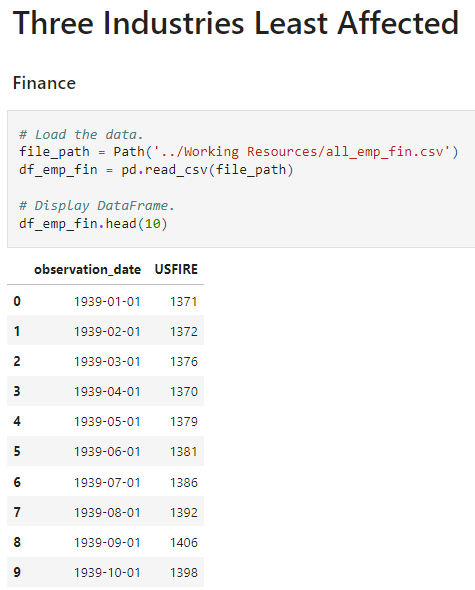 Three Industries Least Affected
Finance
# Load the data.
file_path = Path('../Working Resources/all_emp_fin.csv')
df_emp_fin = pd.read_csv(file_path)
# Display DataFrame.
df_emp_fin.head(10)
observation_date USFIRE
0 1939-01-01 1371
1 1939-02-01 1372
2 1939-03-01 1376
3 1939-04-01 1370
4 1939-05-01 1379
5 1939-06-01 1381
6 1939-07-01 1386
7 1939-08-01 1392
8 1939-09-01 1406
9 1939-10-01 1398